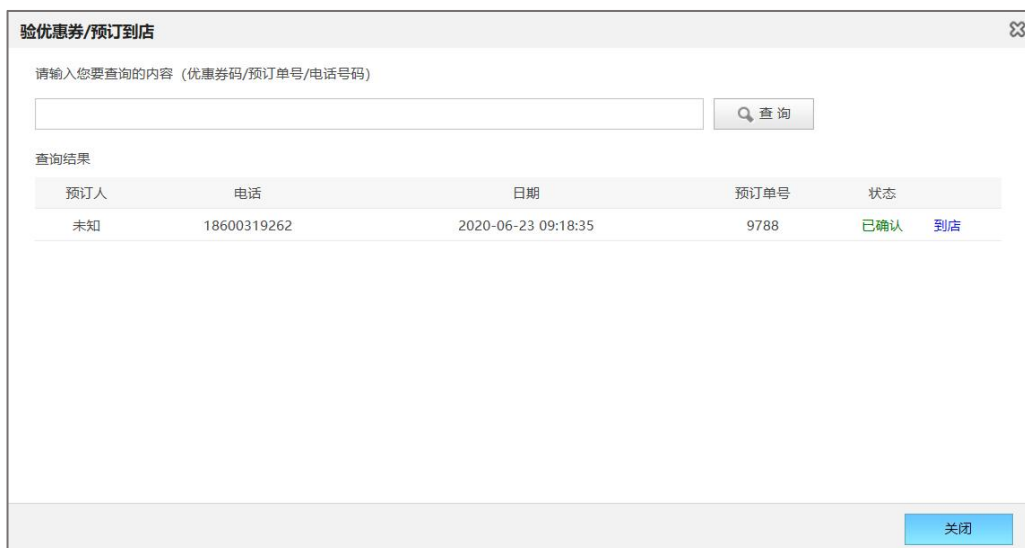 验优惠券/预订到店
请输入您要查询的内容（优惠券码/预订单号/电话号码）
查 询
查询结果
预订人 电话 日期 预订单号 状态
未知 18600319262 2020-06-23 09:18:35 9788 已确认 到店
关闭